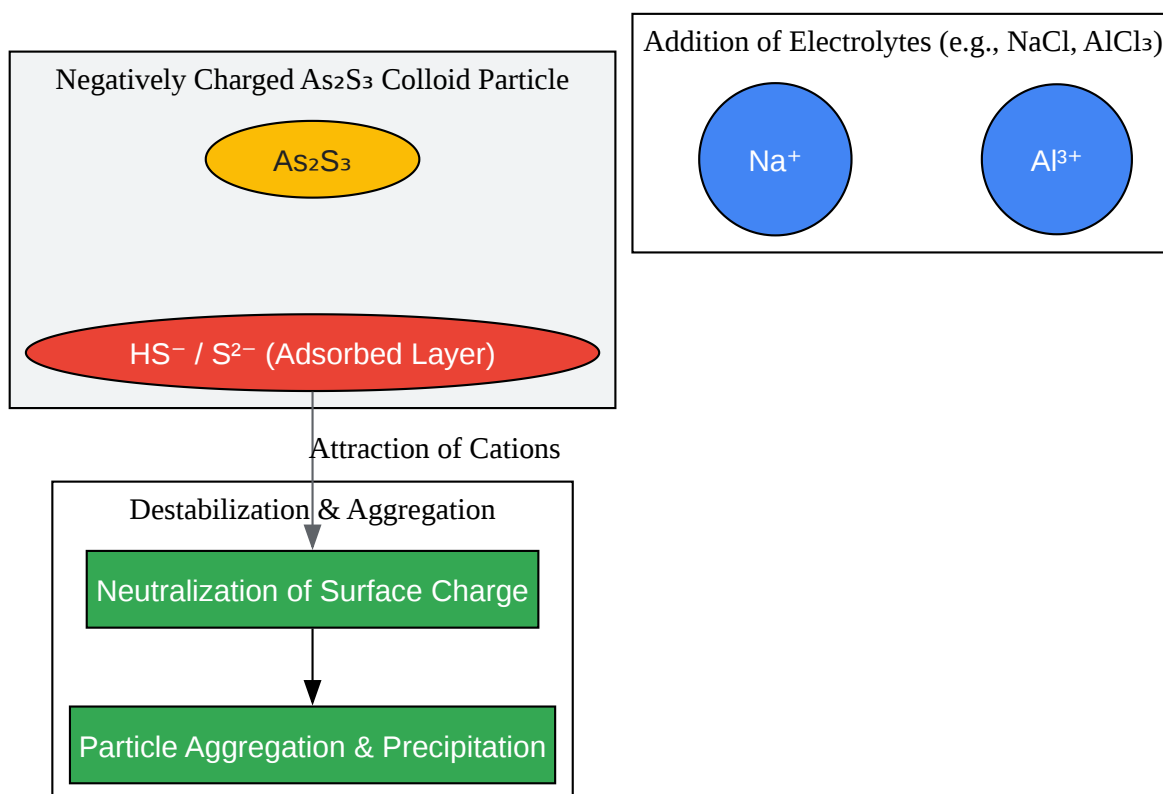 Negatively Charged As₂S₃ Colloid Particle
As₂S₃
HS⁻ / S²⁻ (Adsorbed Layer)
Addition of Electrolytes (e.g., NaCl, AlCl₃)
Na⁺
Al³⁺
Attraction of Cations
Destabilization & Aggregation
Neutralization of Surface Charge
Particle Aggregation & Precipitation